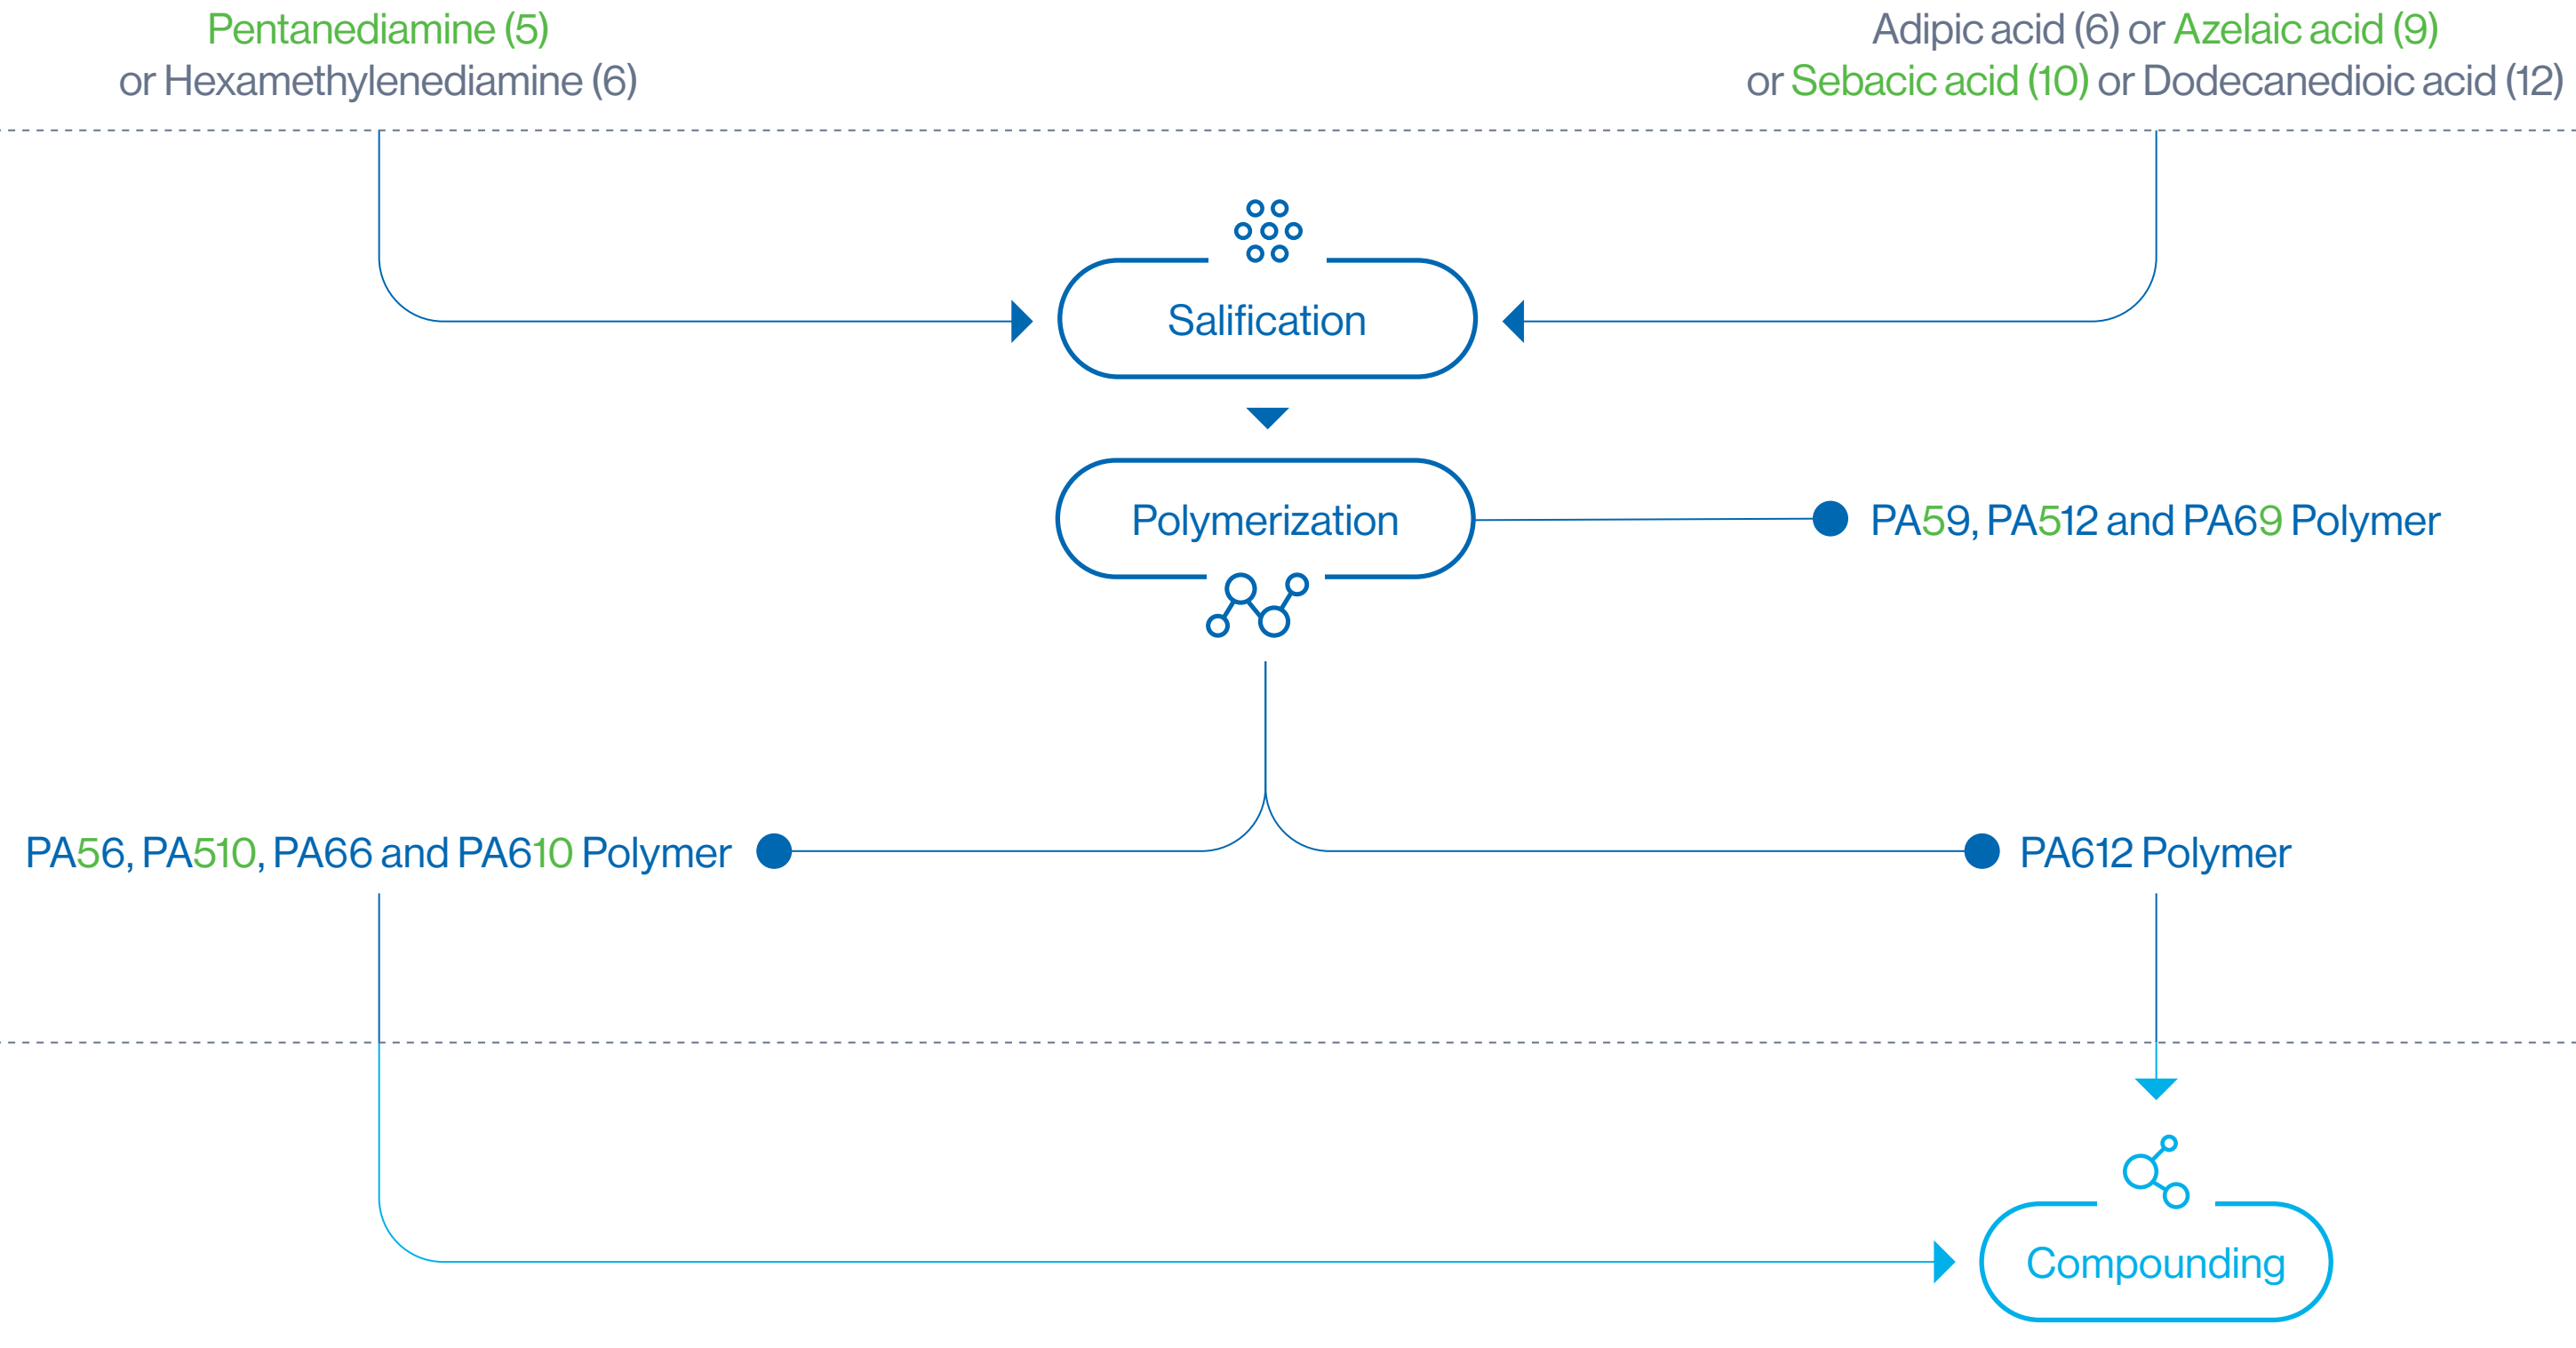 Pentanediamine (5)
or Hexamethylenediamine (6)
Adipic acid (6) or Azelaic acid (9)
or Sebacic acid (10) or Dodecanedioic acid (12)
Salification
Polymerization
PA59, PA512 and PA69 Polymer
PA56, PA510, PA66 and PA610 Polymer
PA612 Polymer
Compounding